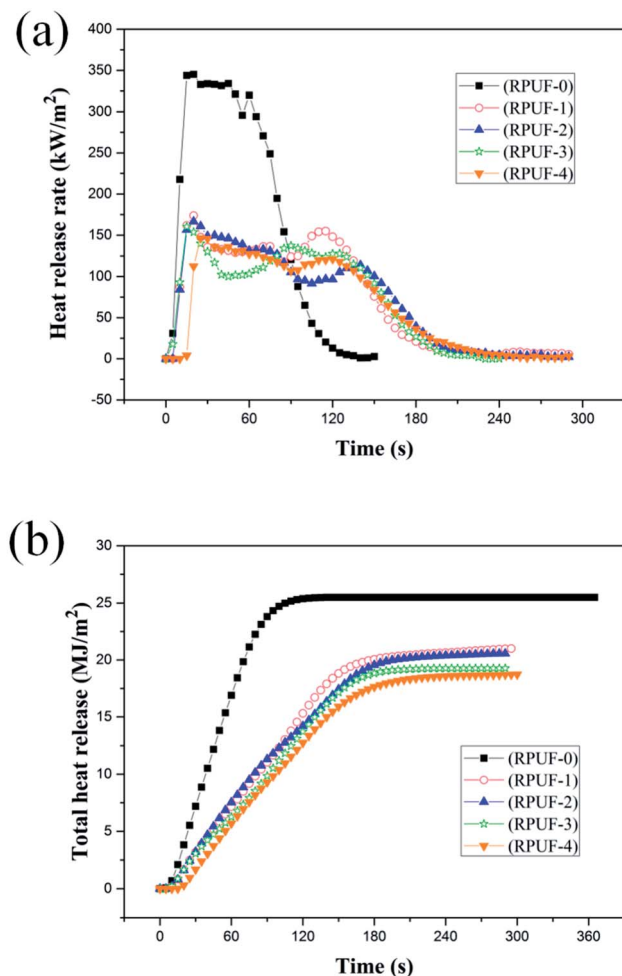 (a)
400
350
300
250
200
150
100
50
0
-50
Heat release rate (kW/m²)
(RPUF-0)
(RPUF-1)
(RPUF-2)
(RPUF-3)
(RPUF-4)
0 60 120 180 240 300
Time (s)
(b)
30
25
20
15
10
5
0
Total heat release (MJ/m²)
(RPUF-0)
(RPUF-1)
(RPUF-2)
(RPUF-3)
(RPUF-4)
0 60 120 180 240 300 360
Time (s)